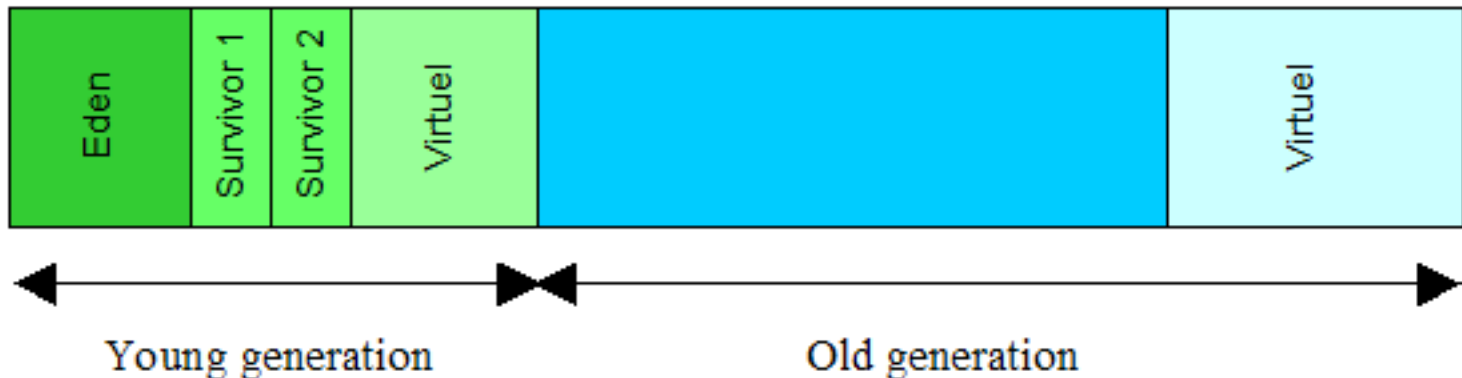 Eden
Survivor 1
Survivor 2
Virtuel
Virtuel
Young generation
Old generation